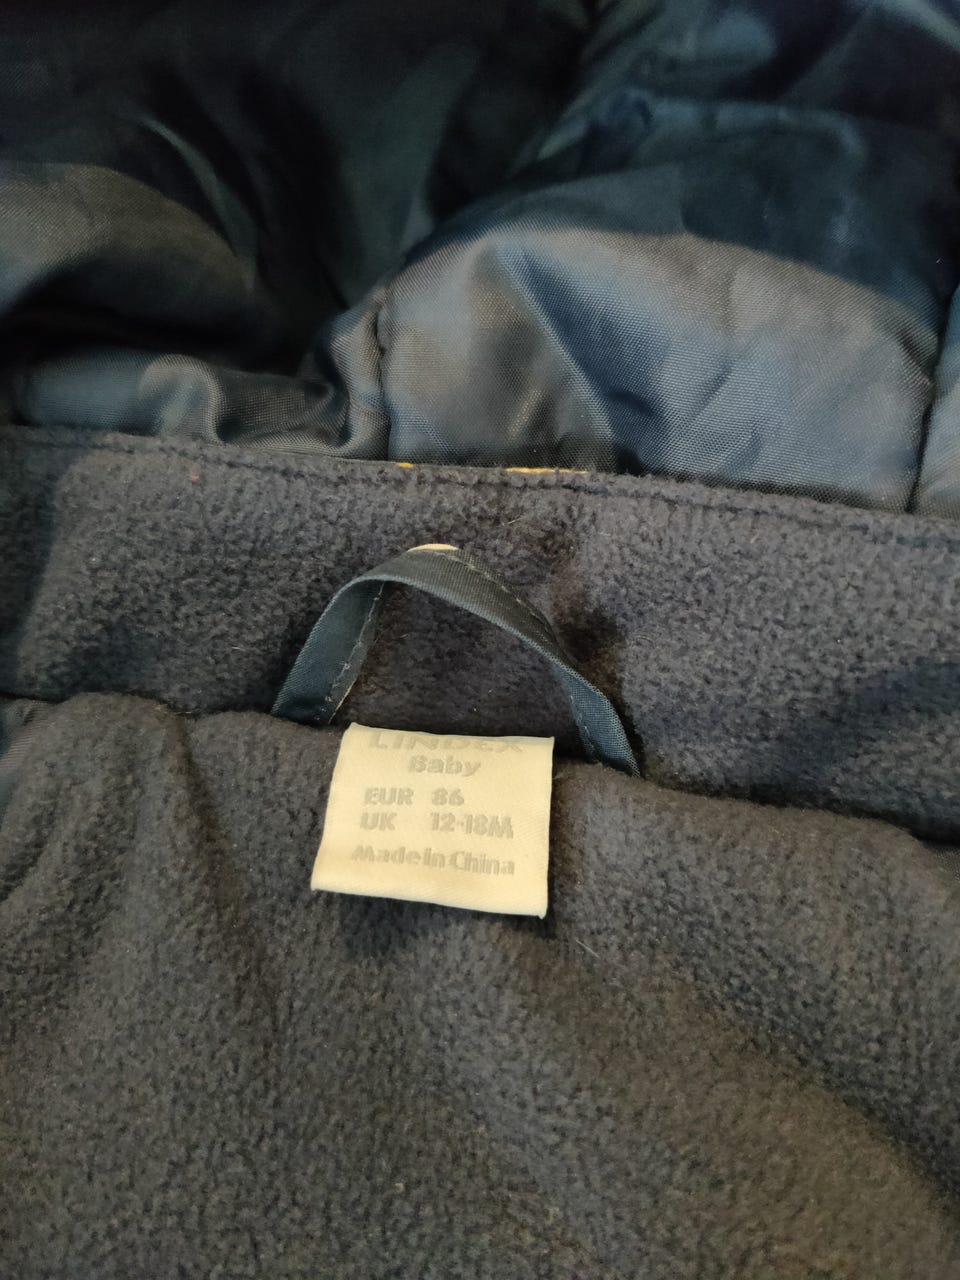 LINDEX
Baby
EUR 86
UK 12-18M
Made in China